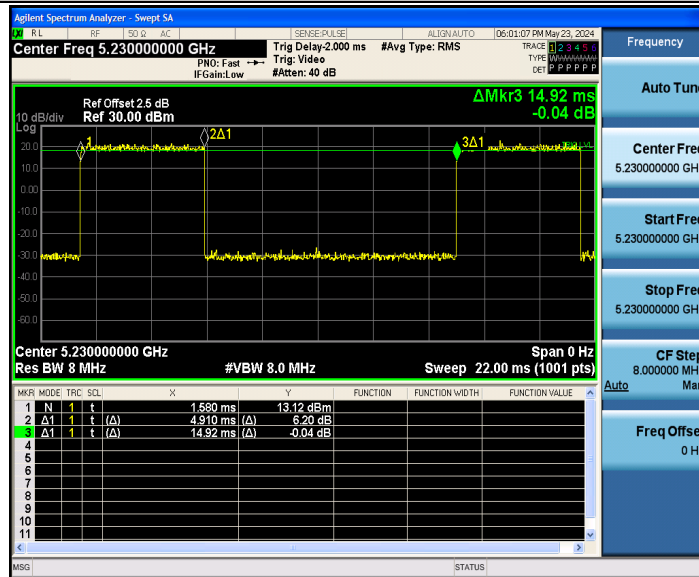 Agilent Spectrum Analyzer - Swept SA
RL RF 50 Ω AC SENSE:PULSE ALIGN AUTO 06:01:07 PM May 23, 2024
Center Freq 5.230000000 GHz
Trig Delay-2.000 ms #Avg Type: RMS TRACE 1 2 3 4 5 6
PNO: Fast Trig: Video TYPE WWWWWW
IFGain:Low #Atten: 40 dB DET P P P P P P
ΔMkr3 14.92 ms
-0.04 dB
Ref Offset 2.5 dB
10 dB/div Ref 30.00 dBm
Log
1 2Δ1 3Δ1
20.0
10.0
0.00
-10.0
-20.0
-30.0
-40.0
-50.0
-60.0
Center 5.230000000 GHz Span 0 Hz
Res BW 8 MHz #VBW 8.0 MHz Sweep 22.00 ms (1001 pts)
MKR MODE TRC SCL X Y FUNCTION FUNCTION WIDTH FUNCTION VALUE
1 N 1 t 1.580 ms 13.12 dBm
2 Δ1 1 t (Δ) 4.910 ms (Δ) 6.20 dB
3 Δ1 1 t (Δ) 14.92 ms (Δ) -0.04 dB
4
5
6
7
8
9
10
11
MSG STATUS
Frequency
Auto Tun
Center Fre
5.230000000 GH
Start Fre
5.230000000 GH
Stop Fre
5.230000000 GH
CF Step
8.000000 MH
Auto Ma
Freq Offse
0 H